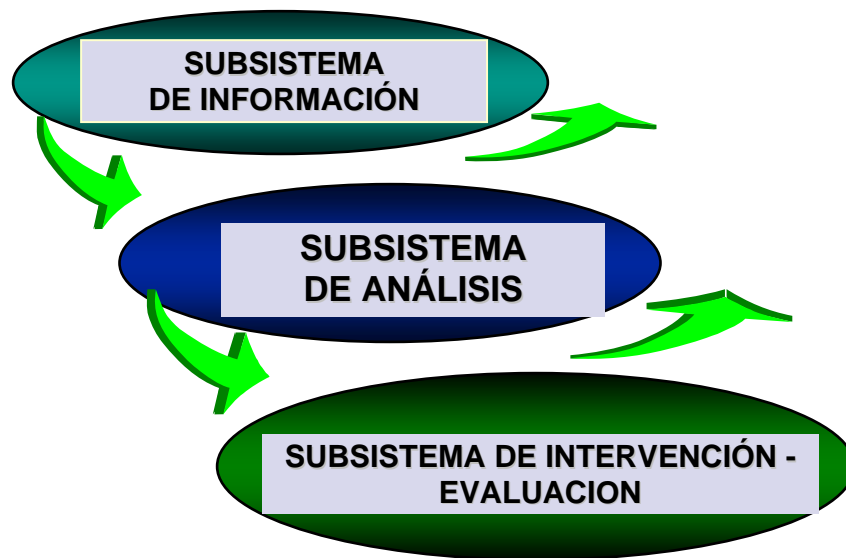 SUBSISTEMA
DE INFORMACIÓN
SUBSISTEMA
DE ANÁLISIS
SUBSISTEMA DE INTERVENCIÓN -
EVALUACION